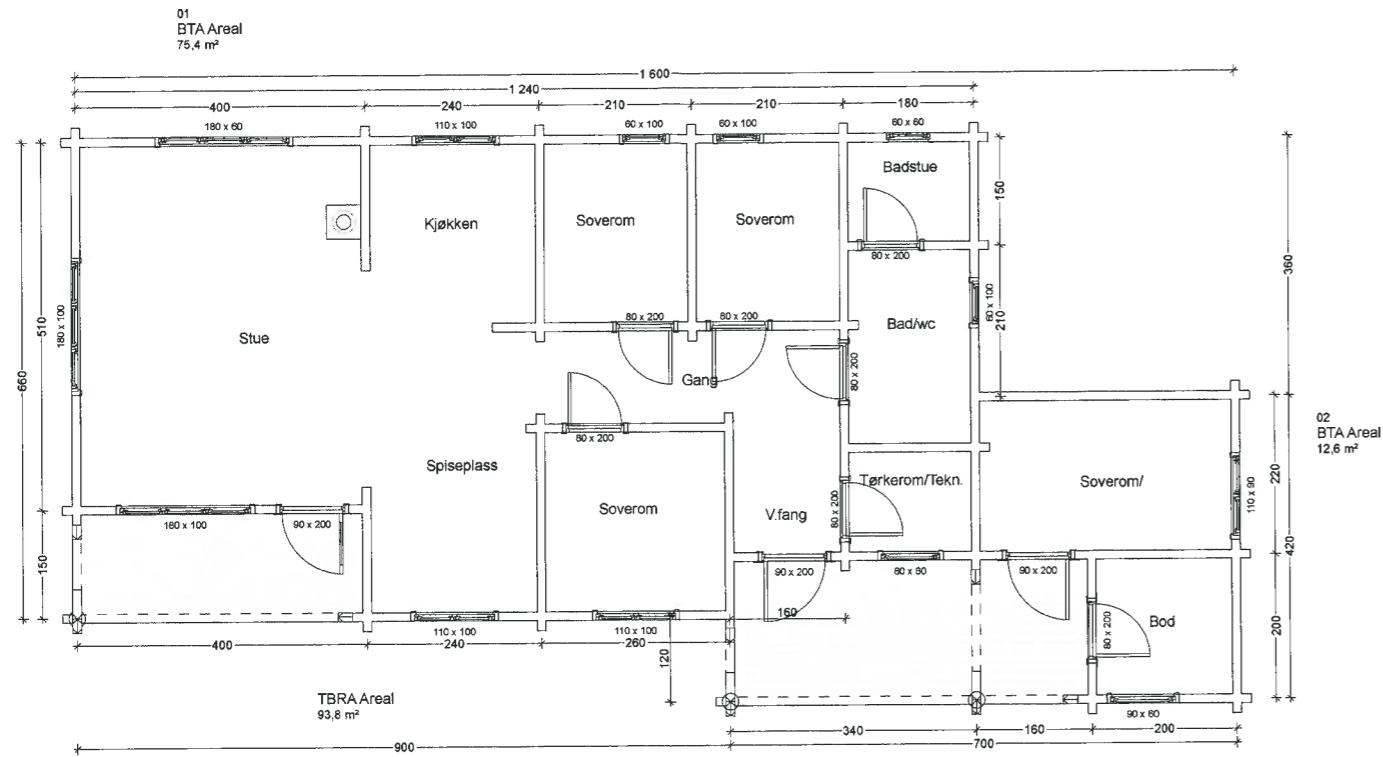 01
BTA Areal
75,4 m²
1 600
1 240
400
240
210
210
180
180 x 60
110 x 100
60 x 100
60 x 100
60 x 60
Badstue
150
Kjøkken
Soverom
Soverom
80 x 200
360
60 x 100
210
Bad/wc
80 x 200
80 x 200
180 x 100
510
660
Stue
Gang
80 x 200
02
BTA Areal
12,6 m²
80 x 200
Spiseplass
Tørkerom/Tekn.
Soverom/
220
110 x 90
Soverom
V.fang
80 x 200
180 x 100
90 x 200
420
150
90 x 200
80 x 80
90 x 200
160
Bod
80 x 200
200
110 x 100
110 x 100
400
240
260
120
TBRA Areal
93,8 m²
90 x 60
340
160
200
900
700